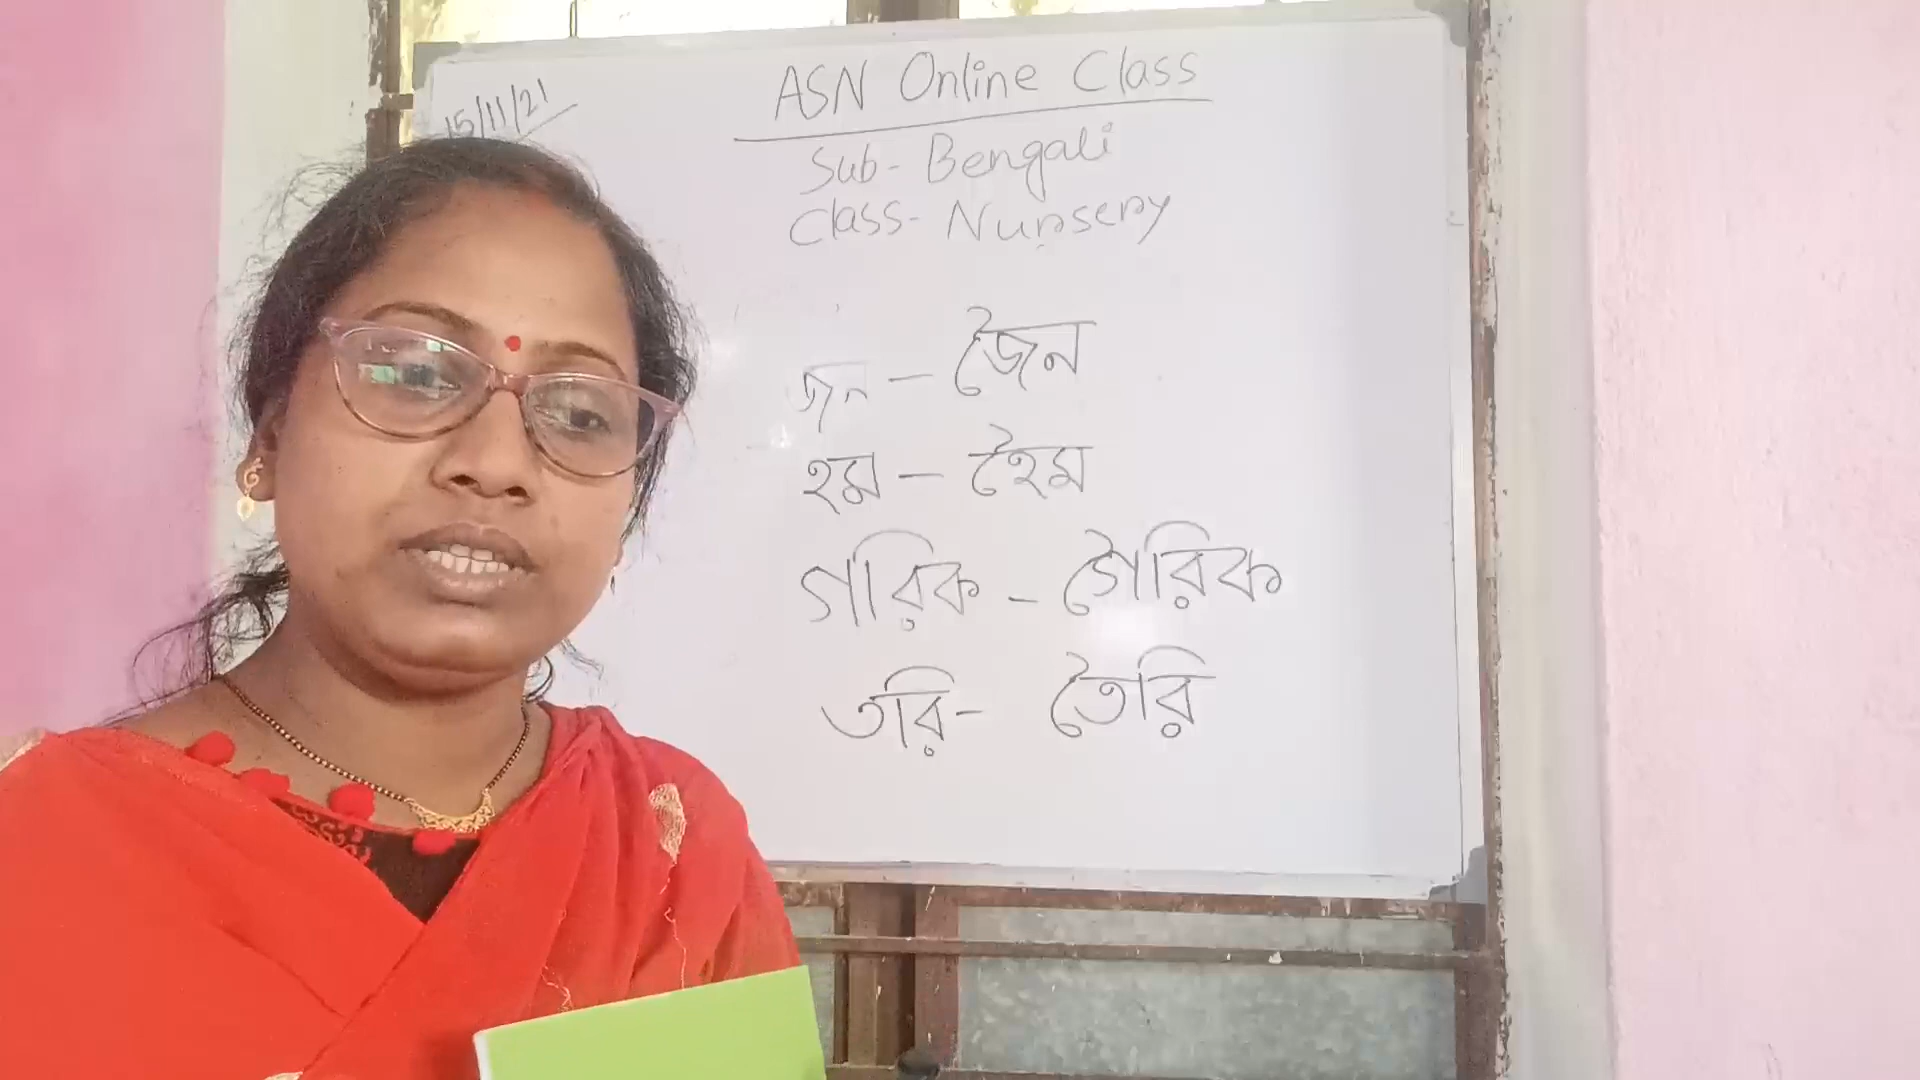 15/11/21
ASN Online Class
Sub- Bengali
Class- Nursery
জন – জৈন
হম – হৈম
গরিক – গৈরিক
তরি – তৈরি